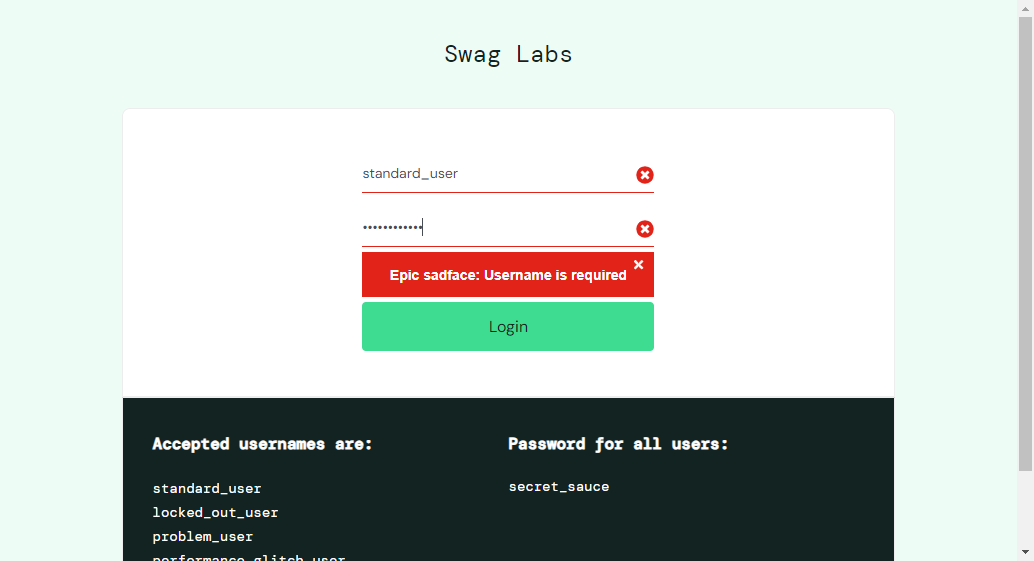 Swag Labs
standard_user
••••••••••••
Epic sadface: Username is required
Login
Accepted usernames are:
standard_user
locked_out_user
problem_user
performance_glitch_user
Password for all users:
secret_sauce